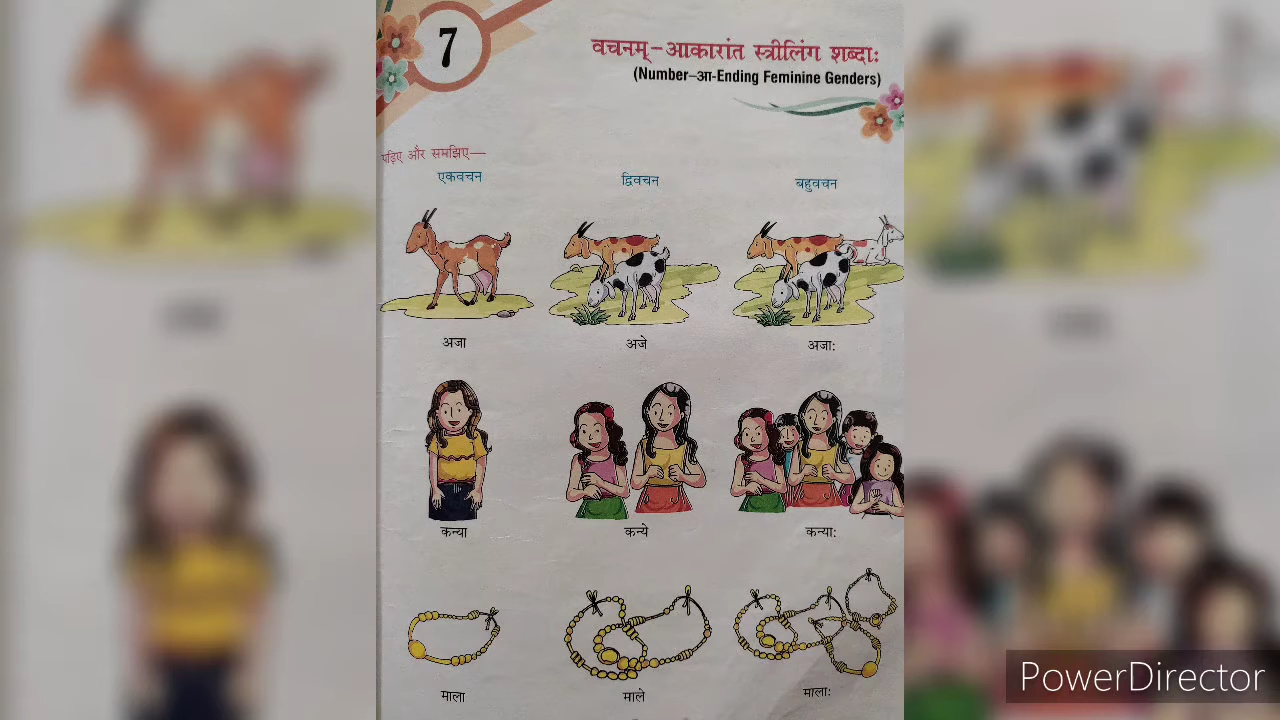 7
वचनम्–आकारांत स्त्रीलिंग शब्दाः
(Number–आ-Ending Feminine Genders)
पढ़िए और समझिए—
एकवचन द्विवचन बहुवचन
अजा अजे अजाः
कन्या कन्ये कन्याः
माला माले मालाः
PowerDirector